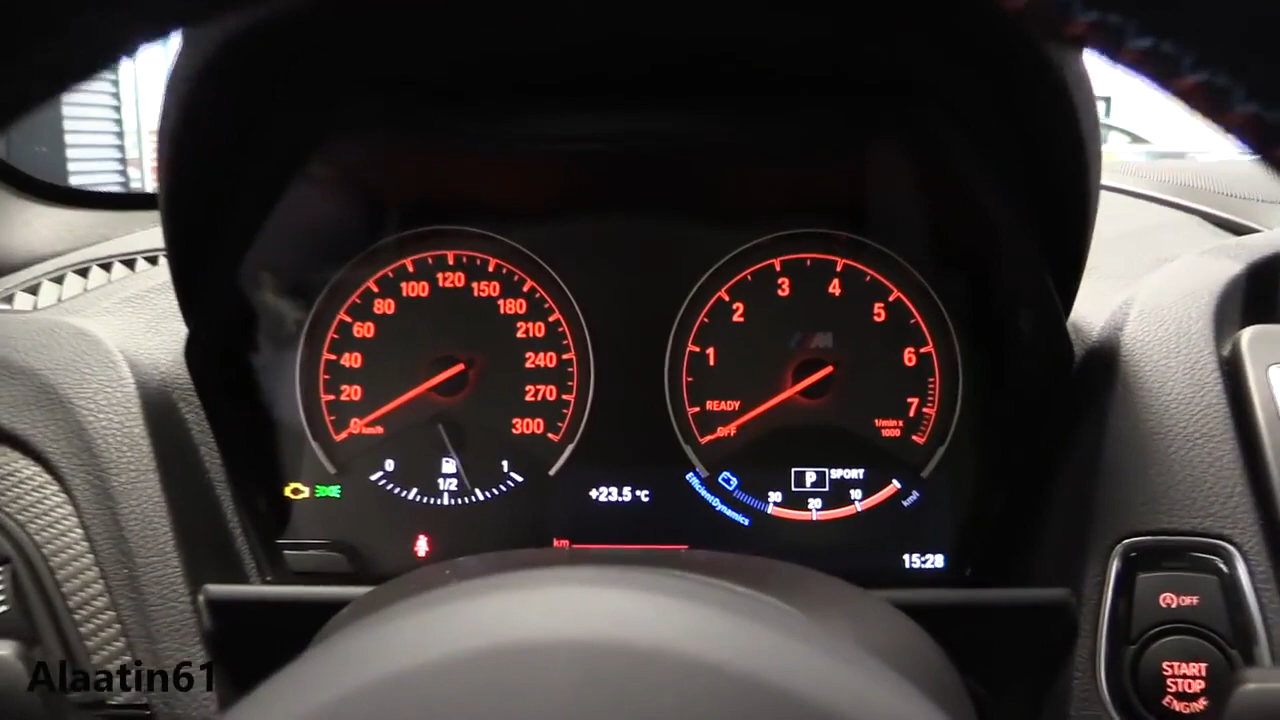 120
100 150
80 180
60 210
40 240
20 270
0 km/h 300
0 1/2 1
3 4
2 5
1 6
READY 7
OFF 1/min x
1000
M
P SPORT
30 20 10 km/l
EfficientDynamics
+23.5 °C
km
15:28
A OFF
START
STOP
ENGINE
Alaatin61